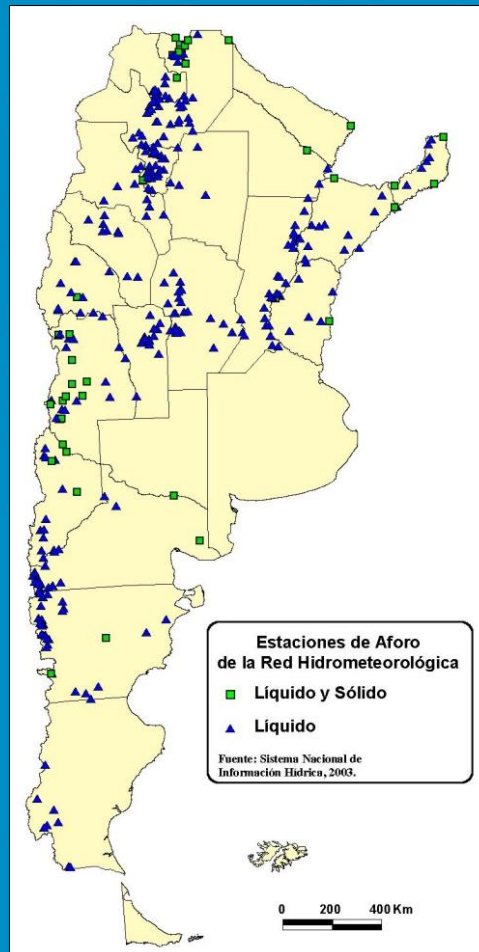 Estaciones de Aforo
de la Red Hidrometeorológica
Líquido y Sólido
Líquido
Fuente: Sistema Nacional de
Información Hídrica, 2003.
0 200 400 Km